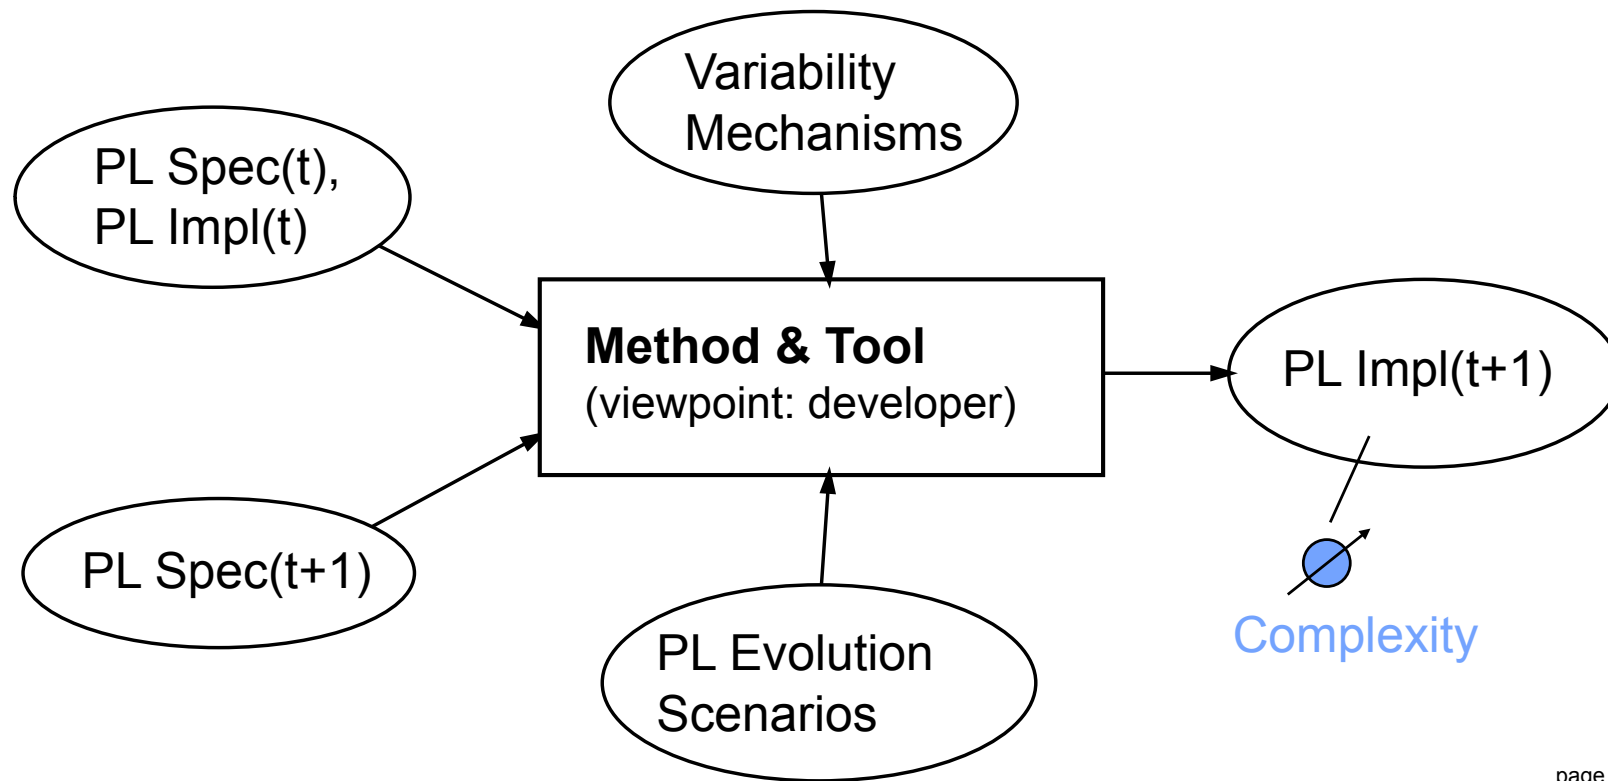 Variability
Mechanisms
PL Spec(t),
PL Impl(t)
Method & Tool
(viewpoint: developer)
PL Impl(t+1)
PL Spec(t+1)
PL Evolution
Scenarios
Complexity
page